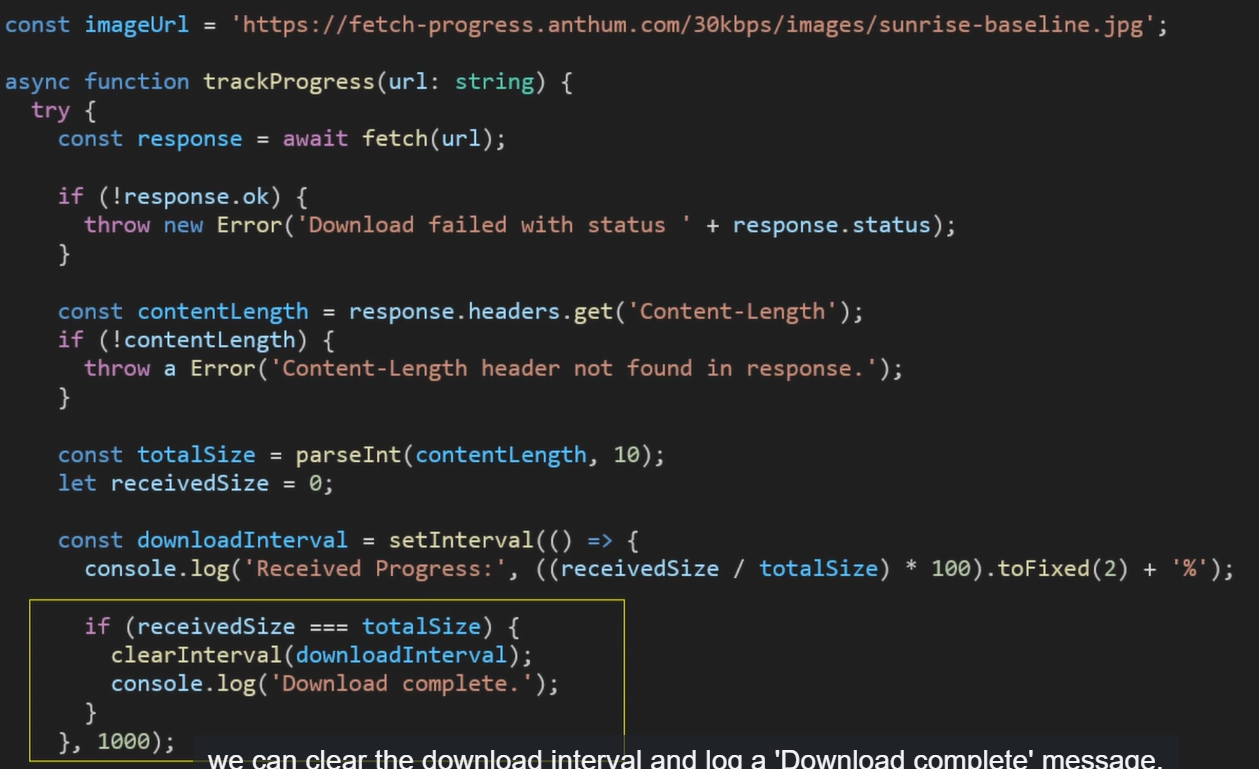 const imageUrl = 'https://fetch-progress.anthum.com/30kbps/images/sunrise-baseline.jpg';
async function trackProgress(url: string) {
try {
const response = await fetch(url);
if (!response.ok) {
throw new Error('Download failed with status ' + response.status);
}
const contentLength = response.headers.get('Content-Length');
if (!contentLength) {
throw a Error('Content-Length header not found in response.');
}
const totalSize = parseInt(contentLength, 10);
let receivedSize = 0;
const downloadInterval = setInterval(() => {
console.log('Received Progress:', ((receivedSize / totalSize) * 100).toFixed(2) + '%');
if (receivedSize === totalSize) {
clearInterval(downloadInterval);
console.log('Download complete.');
}
}, 1000);
we can clear the download interval and log a 'Download complete' message.